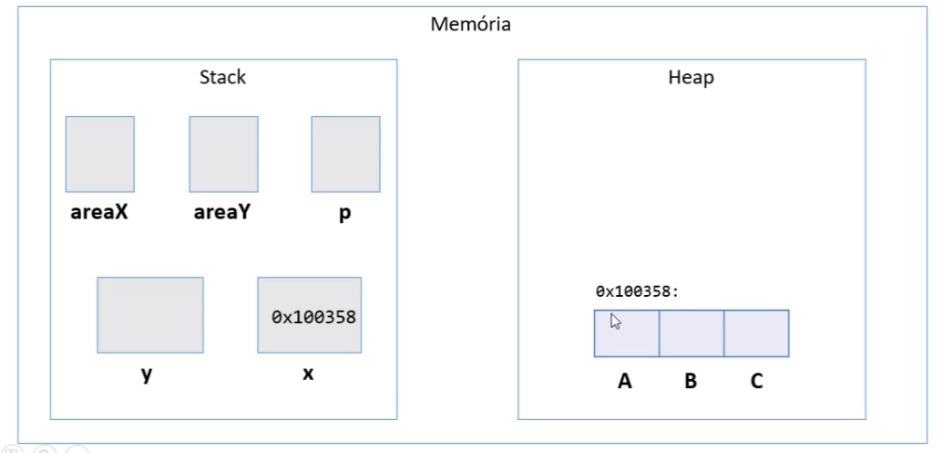 Memória
Stack
Heap
areaX areaY p
0x100358:
0x100358
y x
A B C